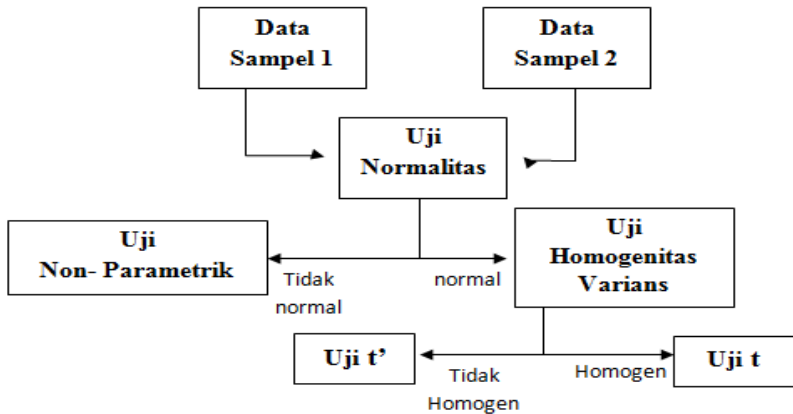 Data
Sampel 1
Data
Sampel 2
Uji
Normalitas
Uji
Non- Parametrik
Tidak
normal
normal
Uji
Homogenitas
Varians
Uji t’
Tidak
Homogen
Homogen
Uji t